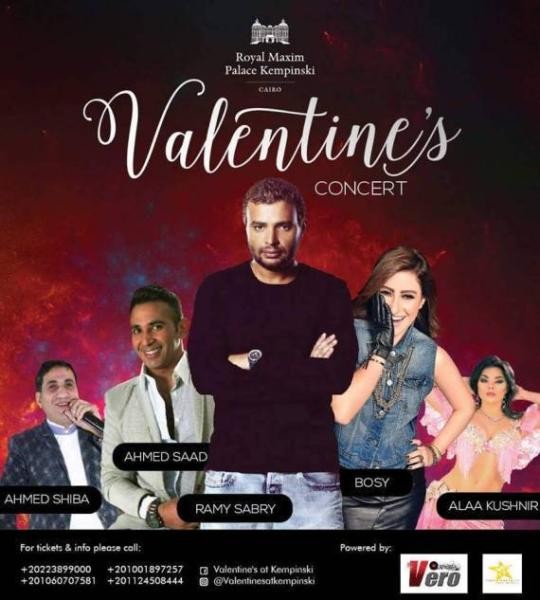 Royal Maxim
Palace Kempinski
CAIRO
Valentine's
CONCERT
AHMED SHIBA
AHMED SAAD
RAMY SABRY
BOSY
ALAA KUSHNIR
For tickets & info please call:
+20223899000 +201001897257
+201060707581 +201124508444
Valentine's at Kempinski
@Valentinesatkempinski
Powered by:
Vero